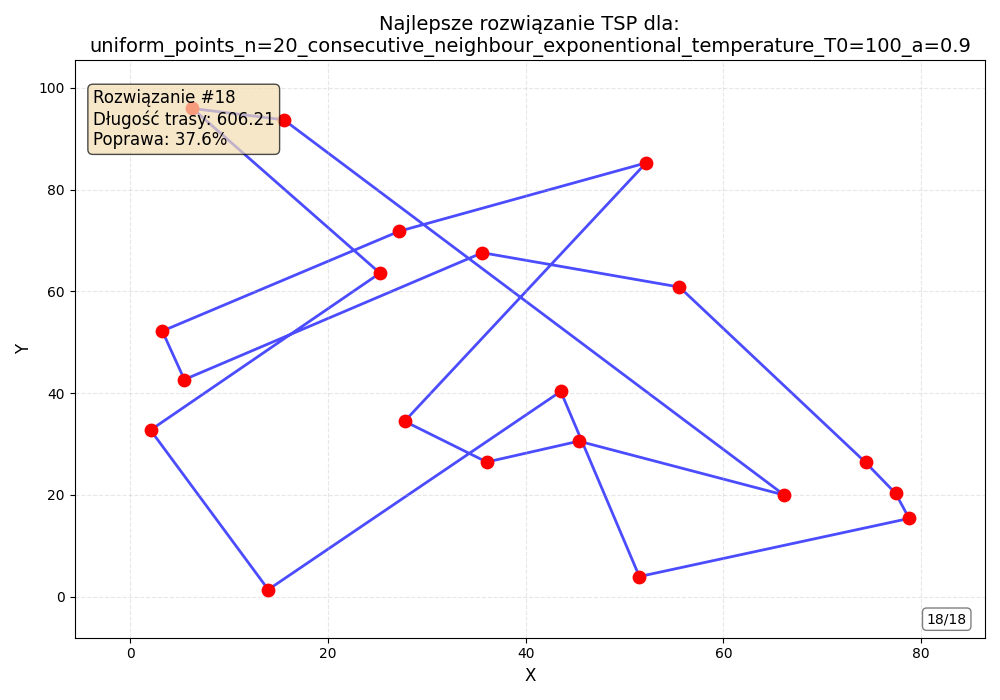 Najlepsze rozwiązanie TSP dla:
uniform_points_n=20_consecutive_neighbour_exponential_temperature_T0=100_a=0.9
Rozwiązanie #18
Długość trasy: 606.21
Poprawa: 37.6%
100
80
60
40
20
0
Y
18/18
0 20 40 60 80
X